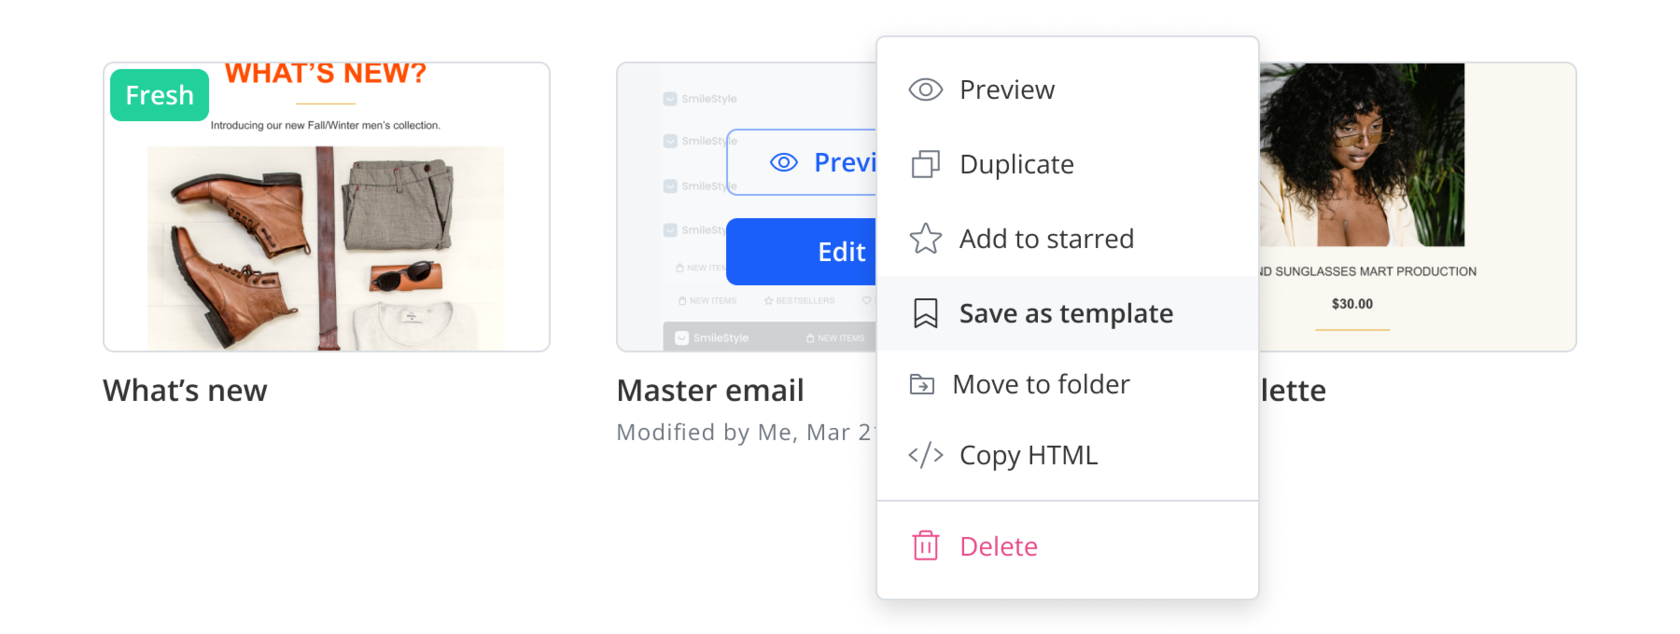 WHAT'S NEW?
Fresh
Introducing our new Fall/Winter men's collection.
What's new
SmileStyle
SmileStyle
Previ
SmileStyle
SmileStyle
Edit
NEW ITEM
NEW ITEMS BESTSELLERS
SmileStyle NEW ITEMS
Master email
Modified by Me, Mar 2
Preview
Duplicate
Add to starred
Save as template
Move to folder
Copy HTML
Delete
ND SUNGLASSES MART PRODUCTION
$30.00
lette